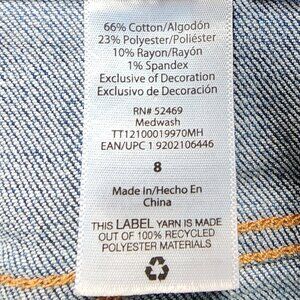 66% Cotton/Algodón
23% Polyester/Poliéster
10% Rayon/Rayón
1% Spandex
Exclusive of Decoration
Exclusivo de Decoración
RN# 52469
Medwash
TT12100019970MH
EAN/UPC 1 9202106446
8
Made in/Hecho En
China
THIS LABEL YARN IS MADE
OUT OF 100% RECYCLED
POLYESTER MATERIALS